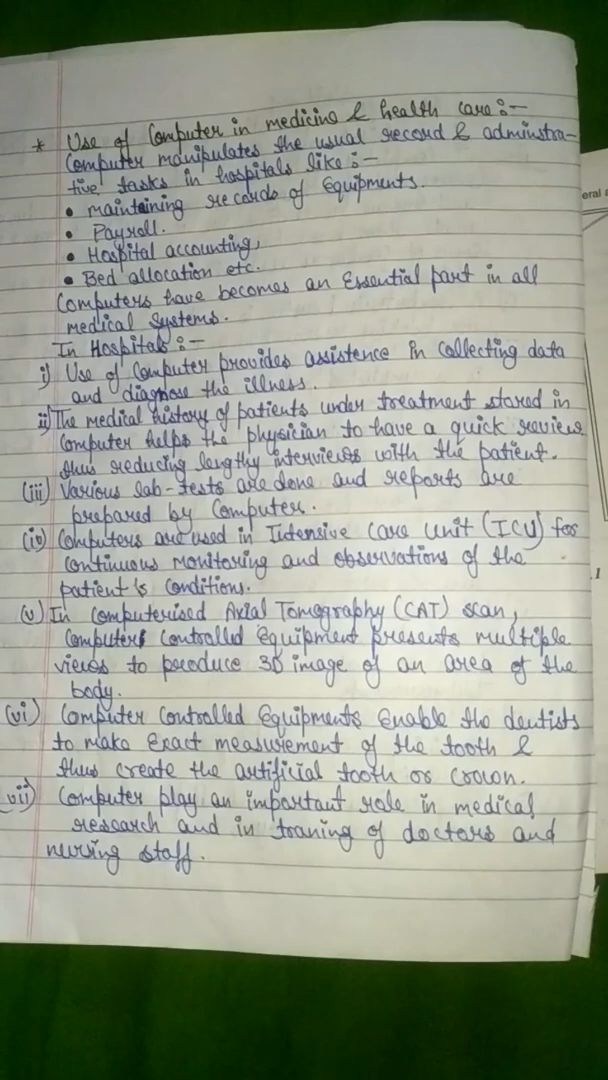 * Use of Computer in medicine & health care :-
Computer manipulates the usual record & adminstra-
tive tasks in hospitals like :-
• maintaining records of Equipments.
• Payroll.
• Hospital accounting,
• Bed allocation etc.
Computers have becomes an Essential part in all
medical Systems.
In Hospitals :-
i) Use of Computer provides assistence in Collecting data
and diagnose the illness.
ii) The medical history of patients under treatment stored in
Computer helps the physician to have a quick review
thus reducing lengthy interviews with the patient.
(iii) Various lab-tests are done and reports are
prepared by Computer.
(iv) Computers are used in Intensive Care Unit (ICU) for
Continuous Monitoring and observations of the
patient's Conditions.
(v) In Computerised Axial Tomography (CAT) scan,
Computers Controlled Equipment presents multiple
views to produce 3D image of an area of the
body.
(vi) Computer Controlled Equipments Enable the dentists
to make Exact measurement of the tooth &
thus create the artificial tooth or crown.
(vii) Computer play an important role in medical
research and in traning of doctors and
nursing staff.
eral
.1